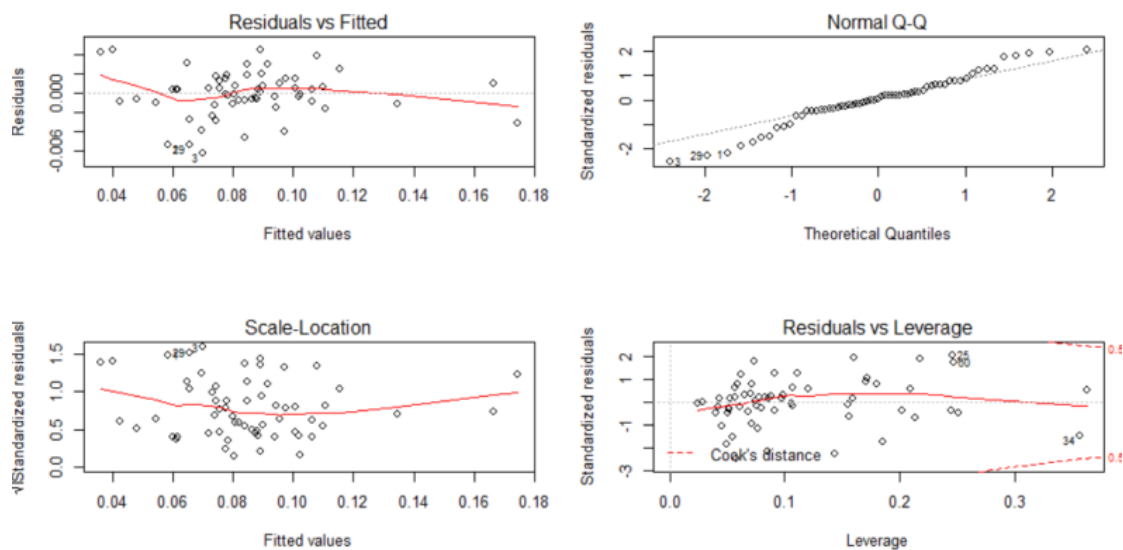 Residuals vs Fitted
Residuals
0.000
-0.006
29
3
0.04 0.06 0.08 0.10 0.12 0.14 0.16 0.18
Fitted values
Normal Q-Q
Standardized residuals
2
1
0
-2
3
29
1
-2 -1 0 1 2
Theoretical Quantiles
Scale-Location
√|Standardized residuals|
1.5
1.0
0.5
0.0
29
3
0.04 0.06 0.08 0.10 0.12 0.14 0.16 0.18
Fitted values
Residuals vs Leverage
Standardized residuals
2
1
-1
-3
25
34
0.5
0.5
Cook's distance
0.0 0.1 0.2 0.3
Leverage